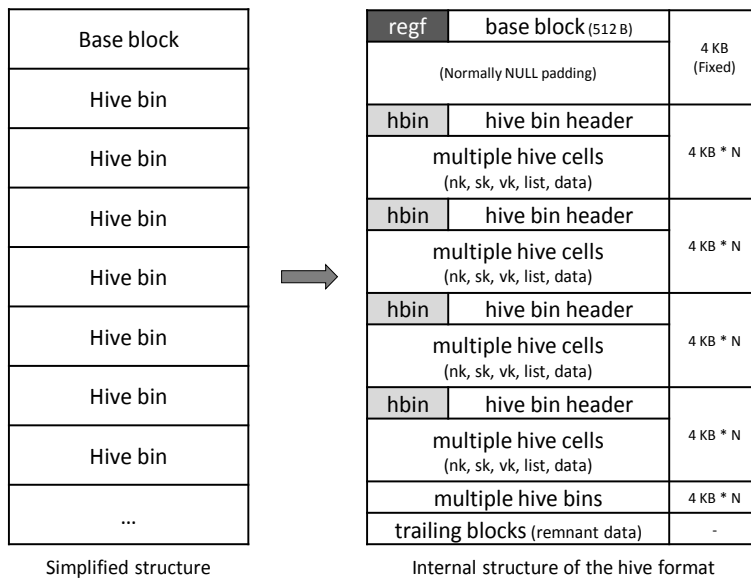 Base block
Hive bin
Hive bin
Hive bin
Hive bin
Hive bin
Hive bin
Hive bin
...
Simplified structure
regf base block (512 B)
4 KB
(Fixed)
(Normally NULL padding)
hbin hive bin header
4 KB * N
multiple hive cells
(nk, sk, vk, list, data)
hbin hive bin header
4 KB * N
multiple hive cells
(nk, sk, vk, list, data)
hbin hive bin header
4 KB * N
multiple hive cells
(nk, sk, vk, list, data)
hbin hive bin header
4 KB * N
multiple hive cells
(nk, sk, vk, list, data)
multiple hive bins 4 KB * N
trailing blocks (remnant data) -
Internal structure of the hive format